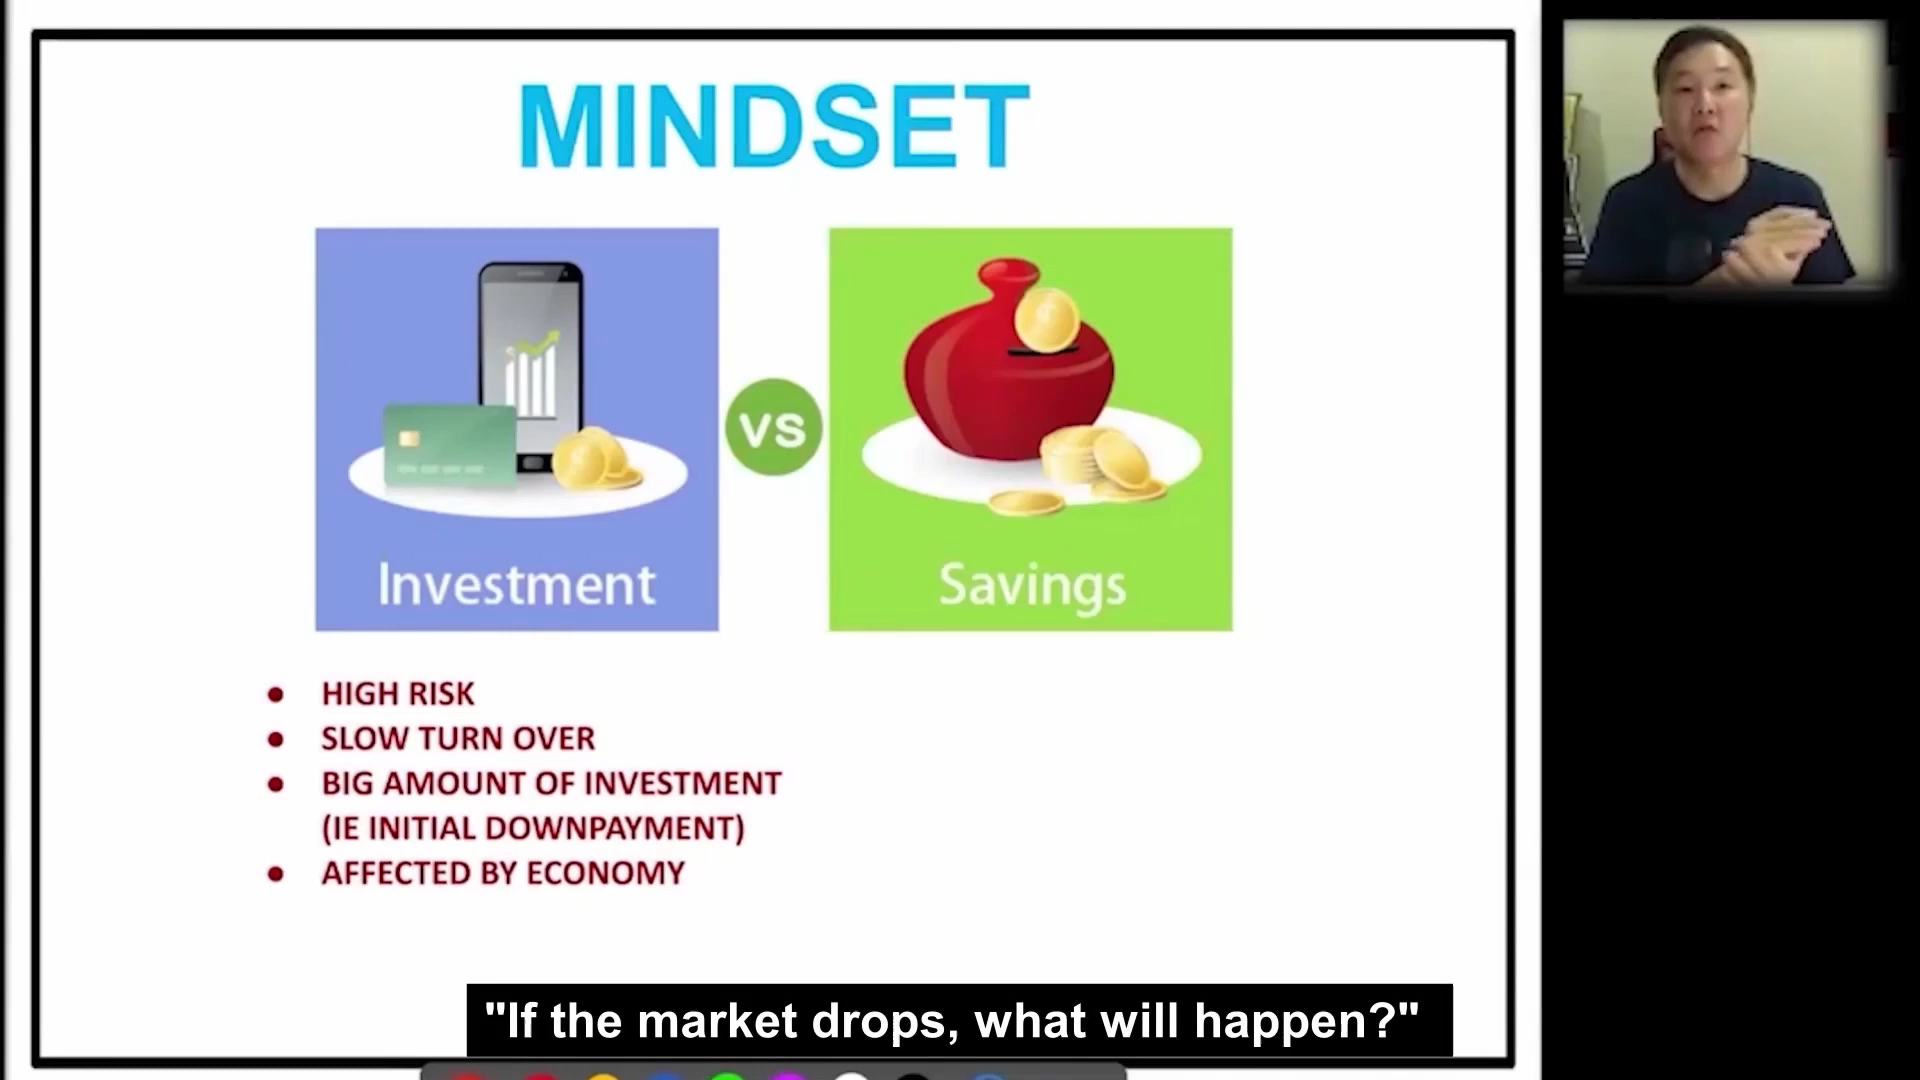 MINDSET
VS
Investment
Savings
● HIGH RISK
● SLOW TURN OVER
● BIG AMOUNT OF INVESTMENT
(IE INITIAL DOWNPAYMENT)
● AFFECTED BY ECONOMY
"If the market drops, what will happen?"